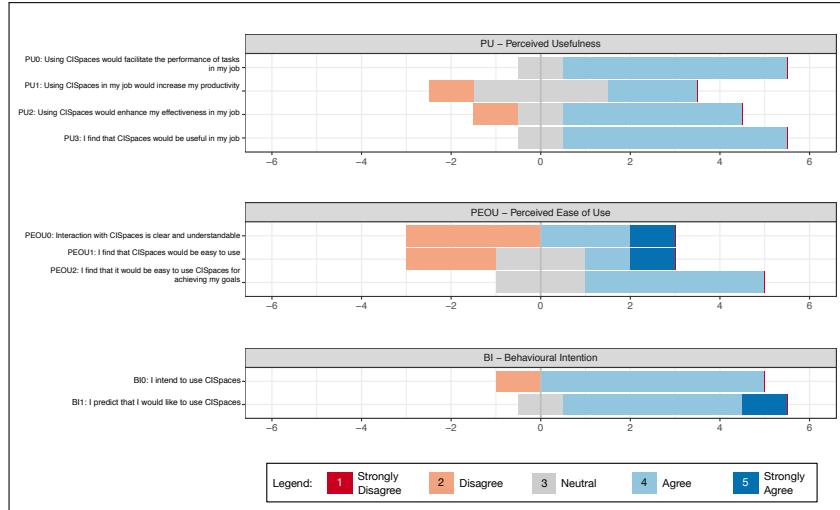 PU – Perceived Usefulness
PU0: Using CISpaces would facilitate the performance of tasks
in my job
PU1: Using CISpaces in my job would increase my productivity
PU2: Using CISpaces would enhance my effectiveness in my job
PU3: I find that CISpaces would be useful in my job
−6 −4 −2 0 2 4 6
PEOU – Perceived Ease of Use
PEOU0: Interaction with CISpaces is clear and understandable
PEOU1: I find that CISpaces would be easy to use
PEOU2: I find that it would be easy to use CISpaces for
achieving my goals
−6 −4 −2 0 2 4 6
BI – Behavioural Intention
BI0: I intend to use CISpaces
BI1: I predict that I would like to use CISpaces
−6 −4 −2 0 2 4 6
Legend: 1 Strongly Disagree 2 Disagree 3 Neutral 4 Agree 5 Strongly Agree